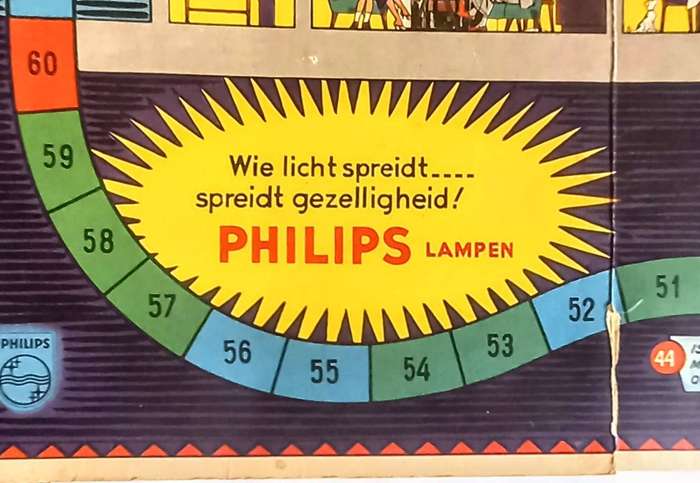 60
59
58
57
56
55
54
53
52
51
Wie licht spreidt....
spreidt gezelligheid!
PHILIPS LAMPEN
PHILIPS
44